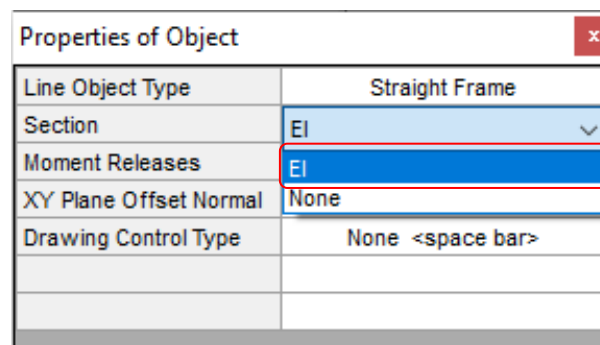 Properties of Object
x
Line Object Type Straight Frame
Section EI
Moment Releases EI
XY Plane Offset Normal None
Drawing Control Type None <space bar>